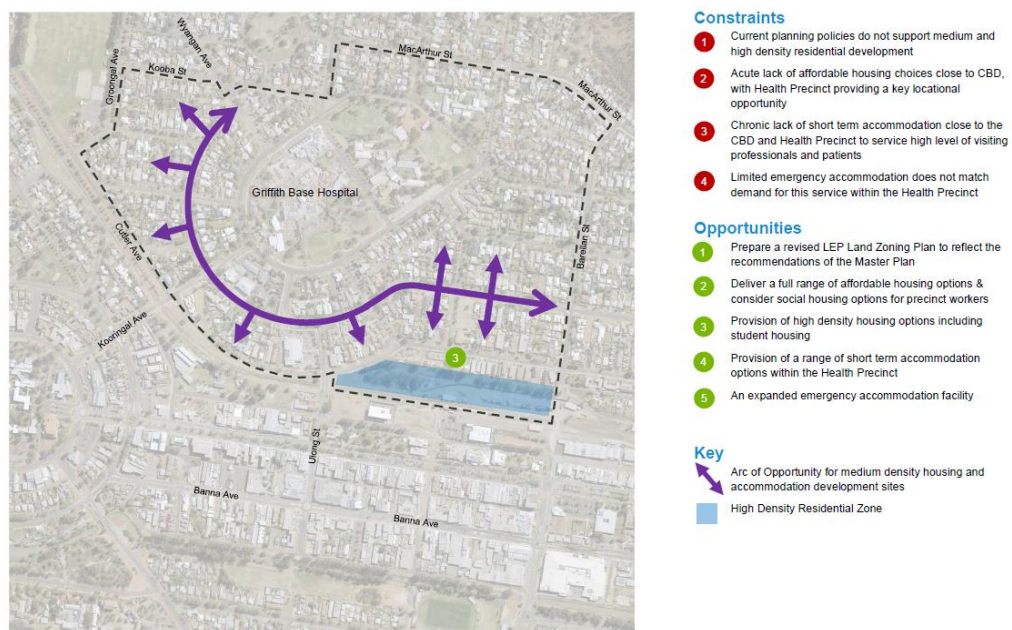 Wyangan Ave
MacArthur St
Groongal Ave
Kooba St
MacArthur St
Griffith Base Hospital
Barellan St
Cutler Ave
Kooringal Ave
3
Ulong St
Banna Ave
Banna Ave
Constraints
1 Current planning policies do not support medium and
high density residential development
2 Acute lack of affordable housing choices close to CBD,
with Health Precinct providing a key locational
opportunity
3 Chronic lack of short term accommodation close to the
CBD and Health Precinct to service high level of visiting
professionals and patients
4 Limited emergency accommodation does not match
demand for this service within the Health Precinct
Opportunities
1 Prepare a revised LEP Land Zoning Plan to reflect the
recommendations of the Master Plan
2 Deliver a full range of affordable housing options &
consider social housing options for precinct workers
3 Provision of high density housing options including
student housing
4 Provision of a range of short term accommodation
options within the Health Precinct
5 An expanded emergency accommodation facility
Key
Arc of Opportunity for medium density housing and
accommodation development sites
High Density Residential Zone